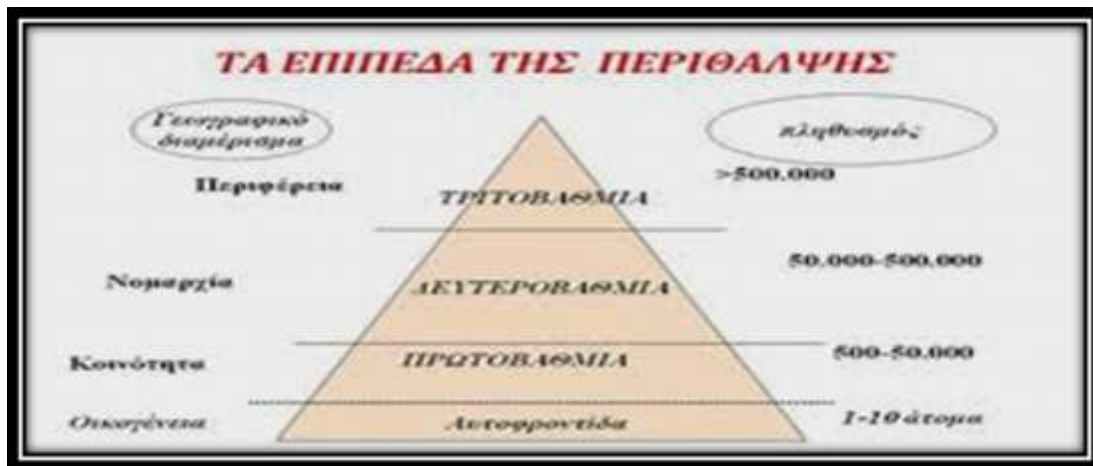 ΤΑ ΕΠΙΠΕΔΑ ΤΗΣ ΠΕΡΙΘΑΛΨΗΣ
Γεωγραφικό
διαμέρισμα
πληθυσμός
Περιφέρεια
ΤΡΙΤΟΒΑΘΜΙΑ
>500.000
Νομαρχία
ΔΕΥΤΕΡΟΒΑΘΜΙΑ
50.000-500.000
Κοινότητα
ΠΡΩΤΟΒΑΘΜΙΑ
500-50.000
Οικογένεια
Αυτοφροντίδα
1-10 άτομα